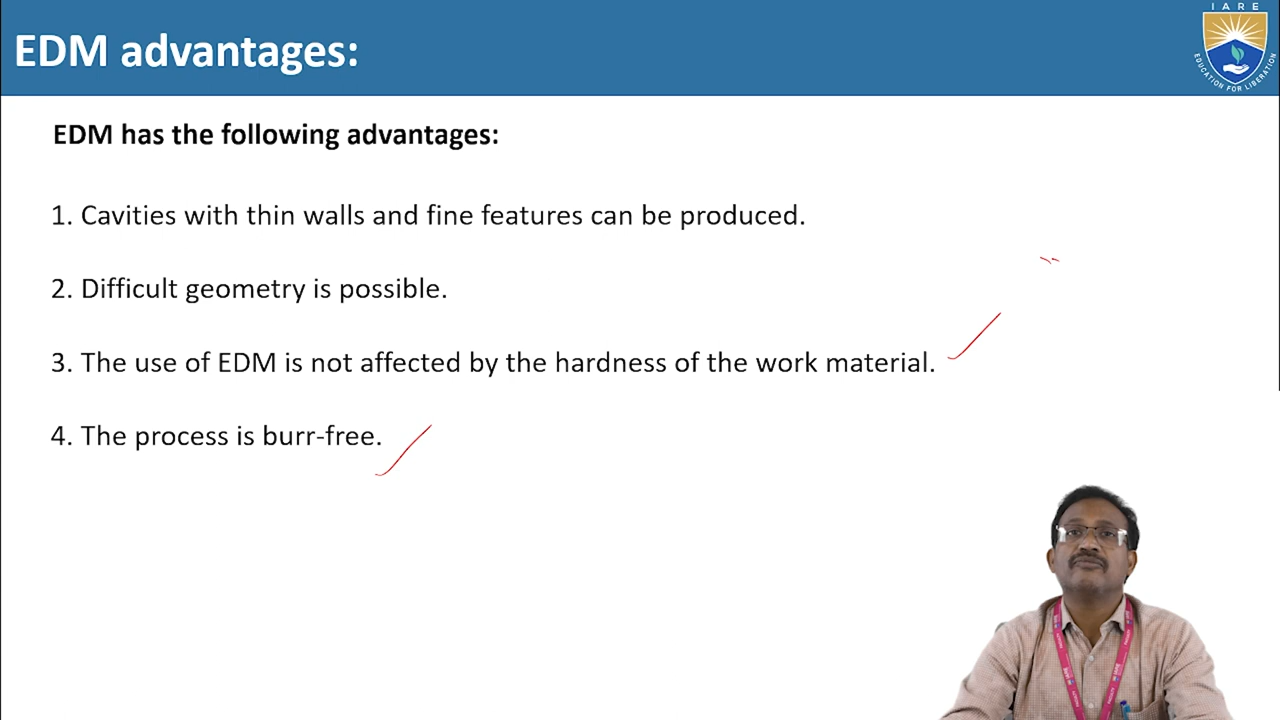 IARE
EDM advantages:
EDUCATION FOR LIBERATION
EDM has the following advantages:
1. Cavities with thin walls and fine features can be produced.
2. Difficult geometry is possible.
3. The use of EDM is not affected by the hardness of the work material.
4. The process is burr-free.